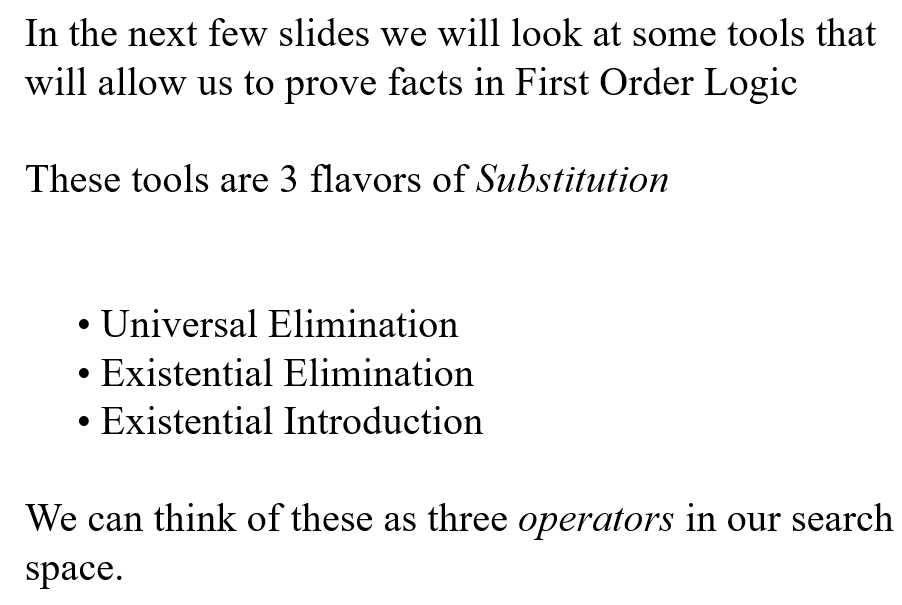 In the next few slides we will look at some tools that
will allow us to prove facts in First Order Logic
These tools are 3 flavors of Substitution
• Universal Elimination
• Existential Elimination
• Existential Introduction
We can think of these as three operators in our search
space.